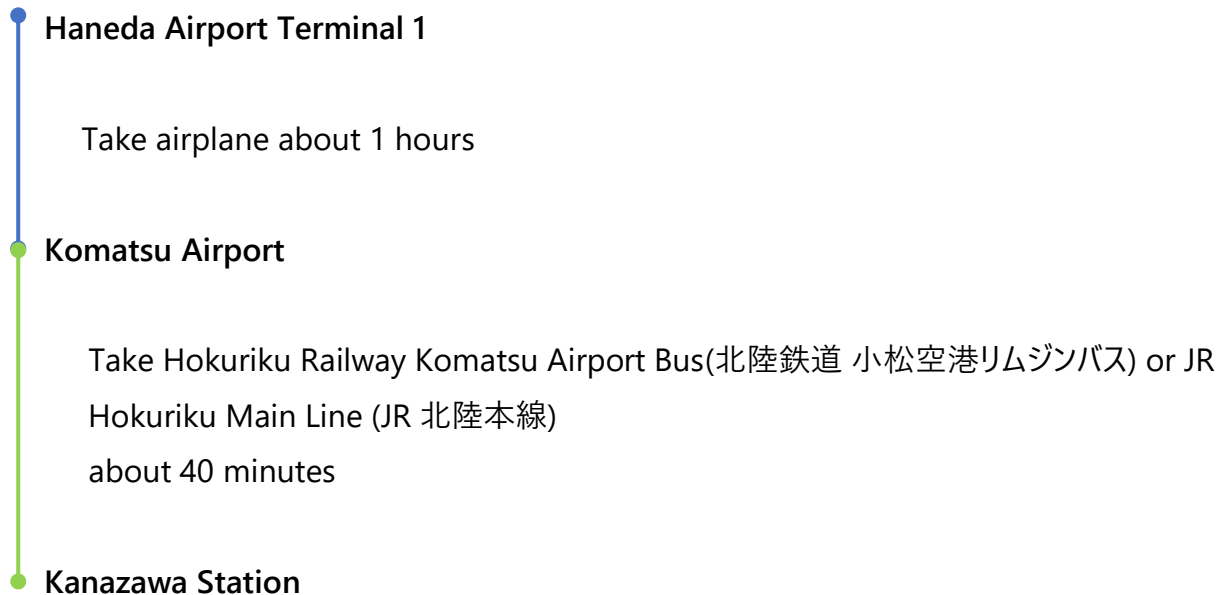 Haneda Airport Terminal 1
Take airplane about 1 hours
Komatsu Airport
Take Hokuriku Railway Komatsu Airport Bus(北陸鉄道 小松空港リムジンバス) or JR
Hokuriku Main Line (JR 北陸本線)
about 40 minutes
Kanazawa Station